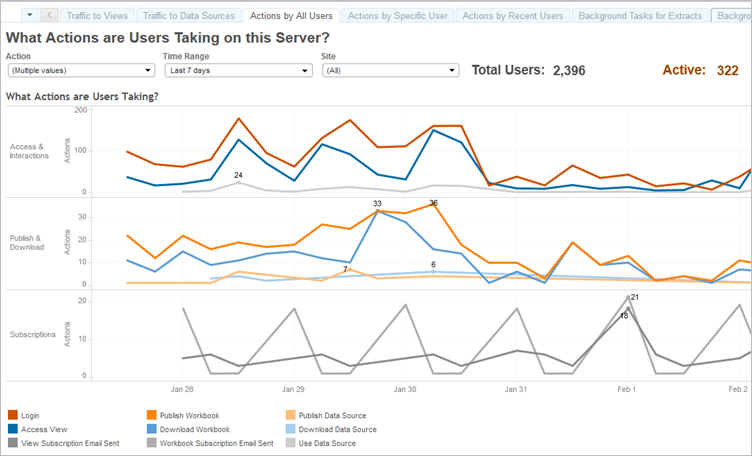 Traffic to Views Traffic to Data Sources Actions by All Users Actions by Specific User Actions by Recent Users Background Tasks for Extracts Backgro
What Actions are Users Taking on this Server?
Action Time Range Site
(Multiple values) Last 7 days (All) Total Users: 2,396 Active: 322
What Actions are Users Taking?
200
Access & Interactions
Actions
100
24
0
33
36
30
Publish & Download
Actions
20
10
7
6
0
20
21
18
Subscriptions
Actions
10
0
Jan 28 Jan 29 Jan 30 Jan 31 Feb 1 Feb 2
Login Publish Workbook Publish Data Source
Access View Download Workbook Download Data Source
View Subscription Email Sent Workbook Subscription Email Sent Use Data Source